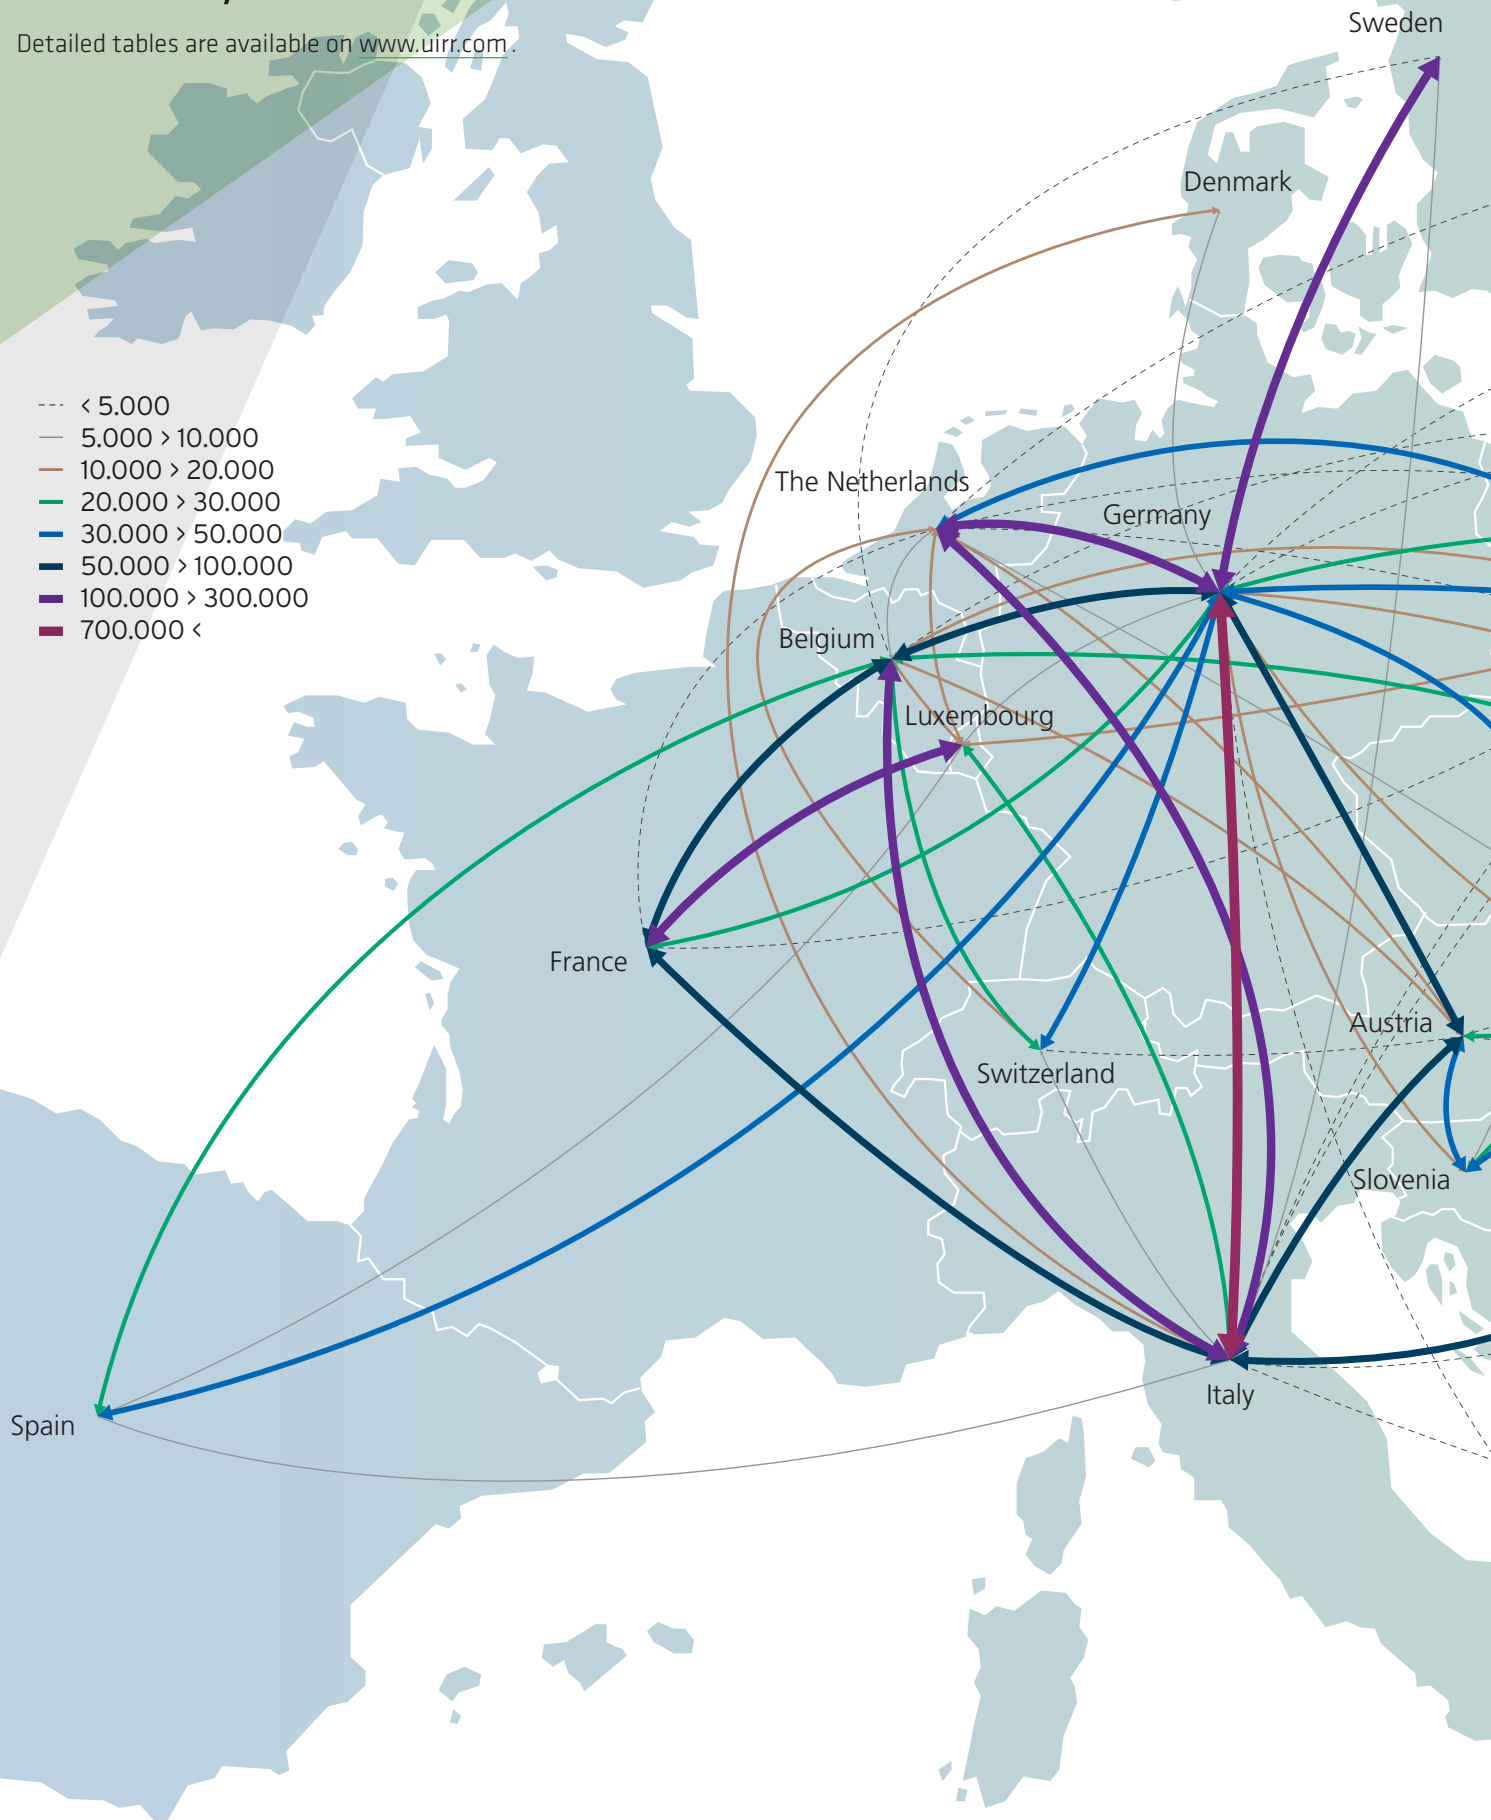 Detailed tables are available on www.uirr.com .
Sweden
Denmark
< 5.000
5.000 > 10.000
10.000 > 20.000
20.000 > 30.000
30.000 > 50.000
50.000 > 100.000
100.000 > 300.000
700.000 <
The Netherlands
Germany
Belgium
Luxembourg
France
Austria
Switzerland
Slovenia
Italy
Spain